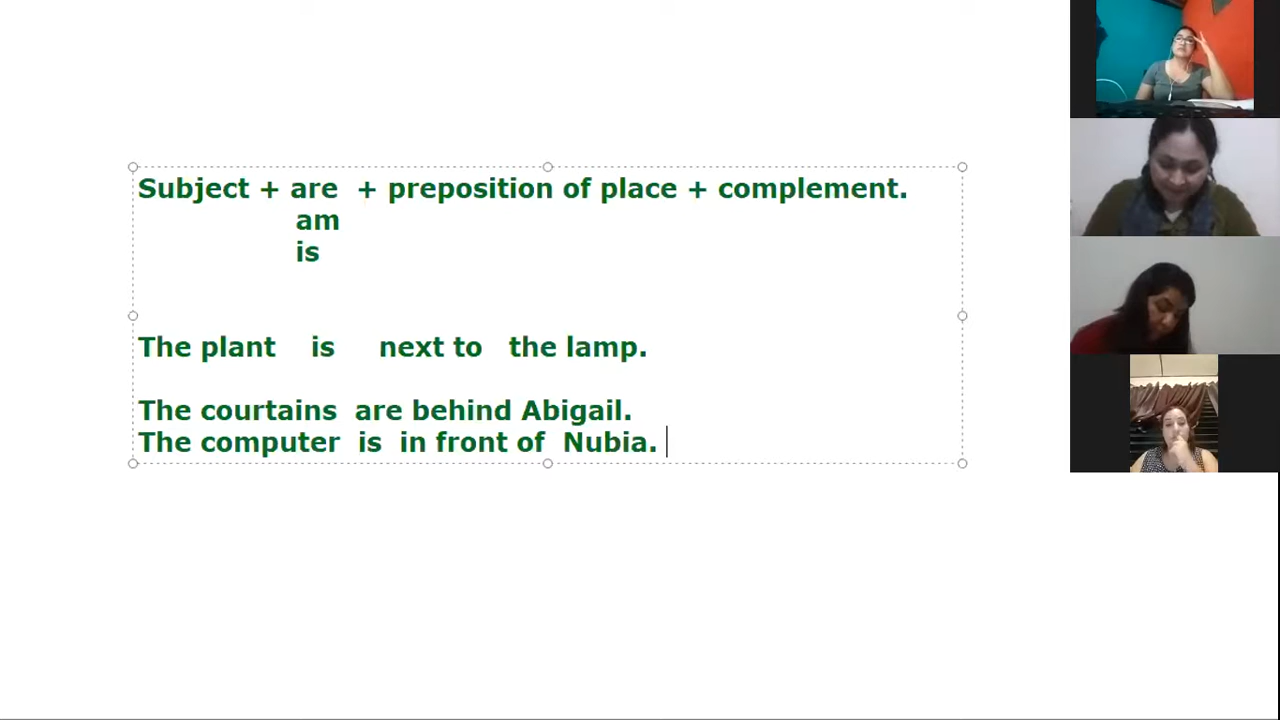 Subject + are + preposition of place + complement.
am
is
The plant is next to the lamp.
The courtains are behind Abigail.
The computer is in front of Nubia.